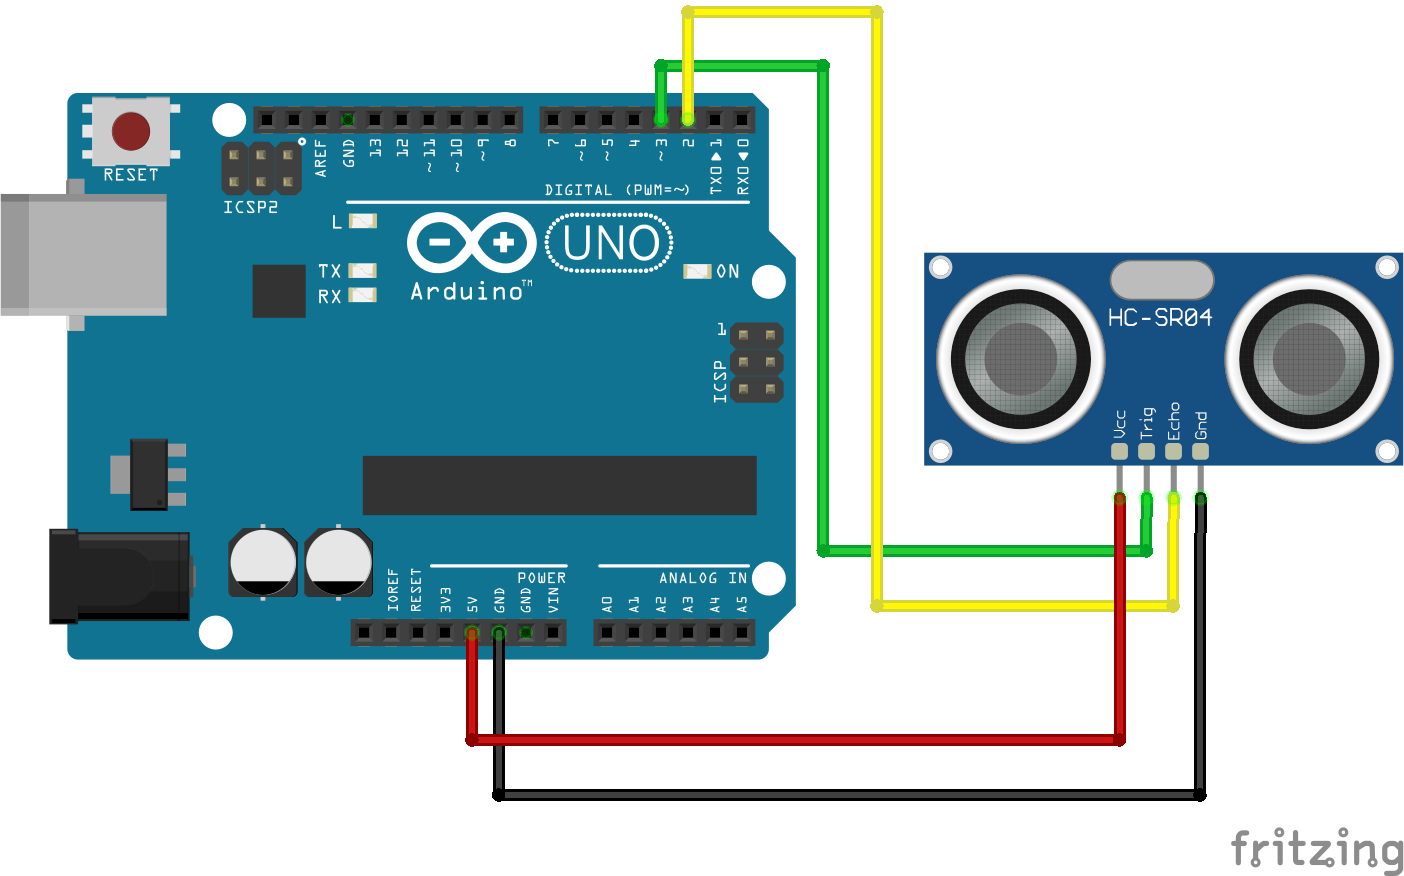 RESET
ICSP2
AREF
GND
13
12
~11
~10
~9
8
7
~6
~5
4
~3
2
TX0▶1
RX0◀0
DIGITAL (PWM=~)
L
TX
RX
UNO
Arduino™
ON
1
ICSP
HC-SR04
Vcc
Trig
Echo
Gnd
POWER
ANALOG IN
IOREF
RESET
3V3
5V
GND
GND
VIN
A0
A1
A2
A3
A4
A5
fritzing